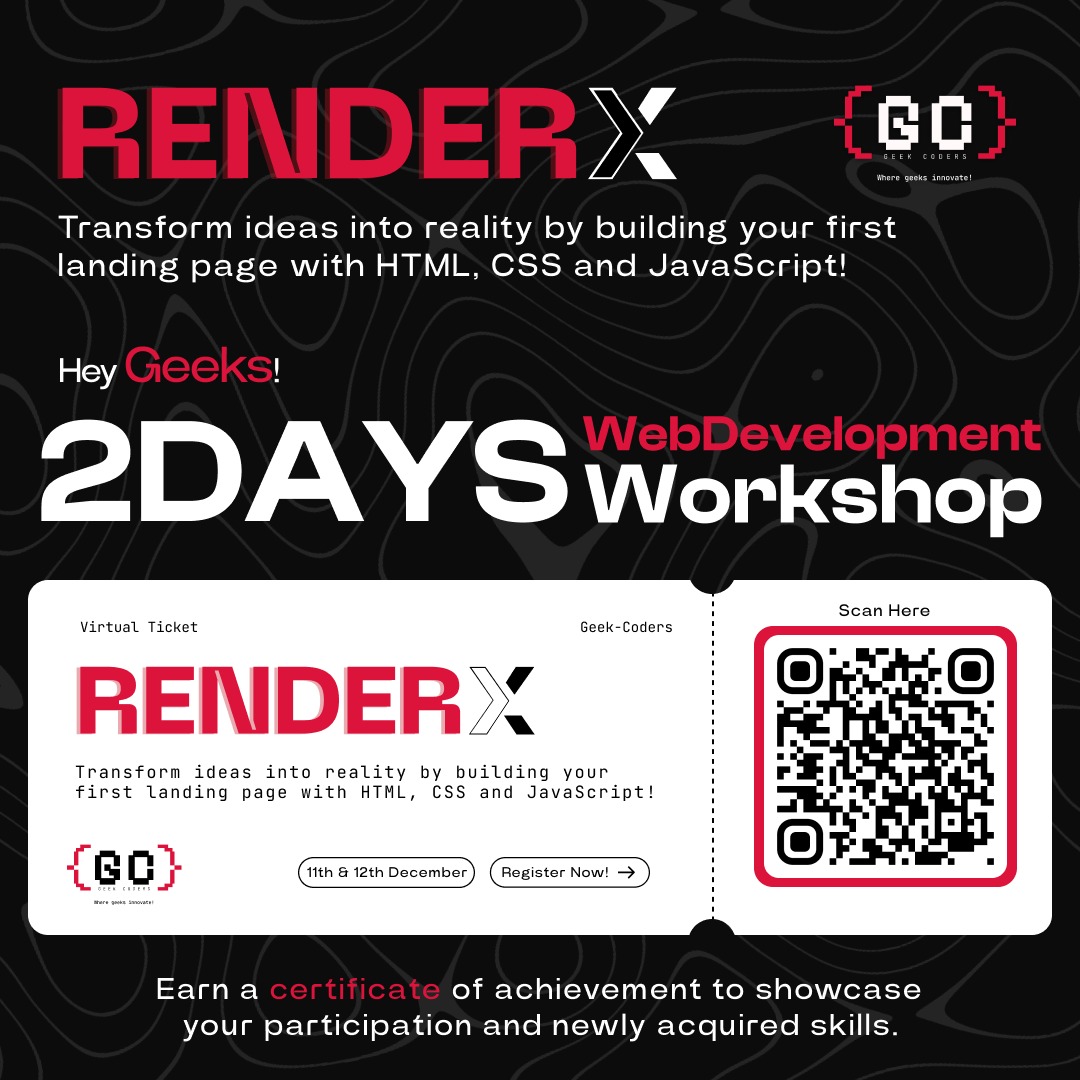 RENDERX
GC
GEEK CODERS
Where geeks innovate!
Transform ideas into reality by building your first
landing page with HTML, CSS and JavaScript!
Hey Geeks!
2DAYS
WebDevelopment
Workshop
Virtual Ticket
Geek-Coders
Scan Here
RENDERX
Transform ideas into reality by building your
first landing page with HTML, CSS and JavaScript!
GC
GEEK CODERS
Where geeks innovate!
11th & 12th December
Register Now! →
Earn a certificate of achievement to showcase
your participation and newly acquired skills.